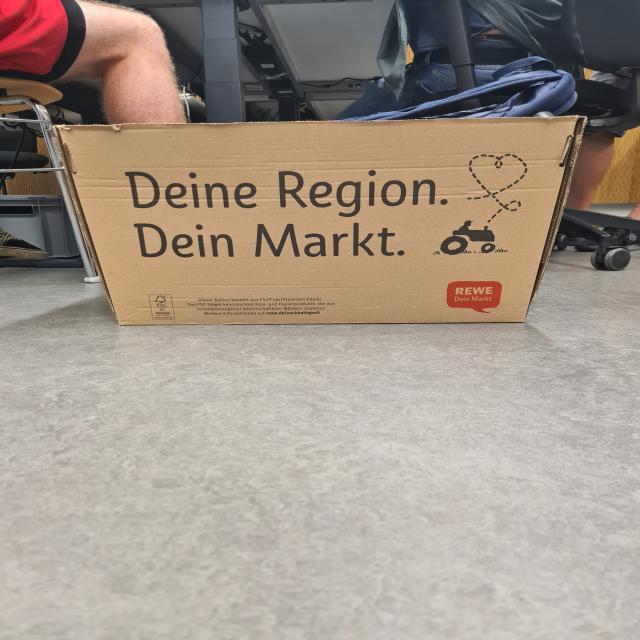 Deine Region.
Dein Markt.
REWE
Dein Markt
Dieser Karton besteht aus FSC®-zertifiziertem Papier
Das FSC-Siegel kennzeichnet Holz- und Papierprodukte, die aus
verantwortungsvoll bewirtschafteten Wäldern stammen
Weitere Informationen auf rewe.de/nachhaltigkeit
FSC